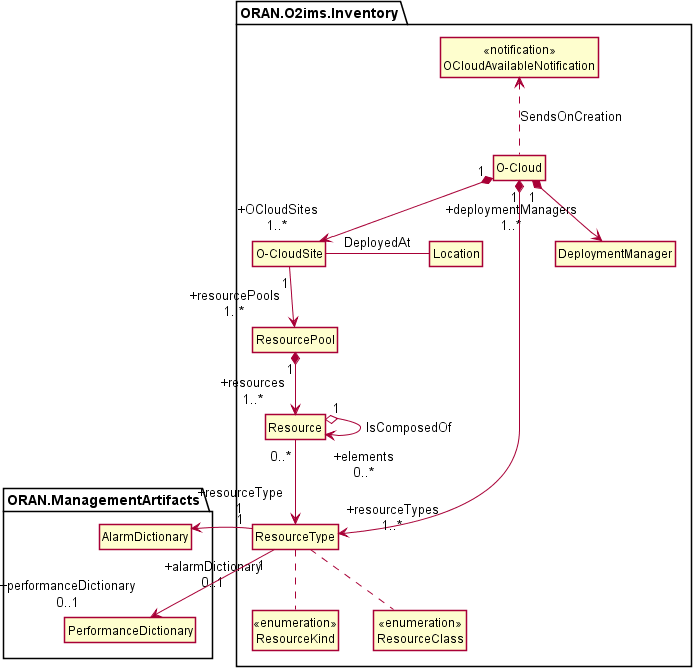 ORAN.O2ims.Inventory
«notification»
OCloudAvailableNotification
SendsOnCreation
O-Cloud
1
1
1
+OCloudSites
1..*
+deploymentManagers
1..*
DeployedAt
O-CloudSite
Location
DeploymentManager
1
+resourcePools
1..*
ResourcePool
1
+resources
1..*
1
Resource
IsComposedOf
0..*
+elements
0..*
ORAN.ManagementArtifacts
+resourceType
1
1
+resourceTypes
1..*
AlarmDictionary
ResourceType
+alarmDictionary
0..1
1
+performanceDictionary
0..1
PerformanceDictionary
«enumeration»
ResourceKind
«enumeration»
ResourceClass